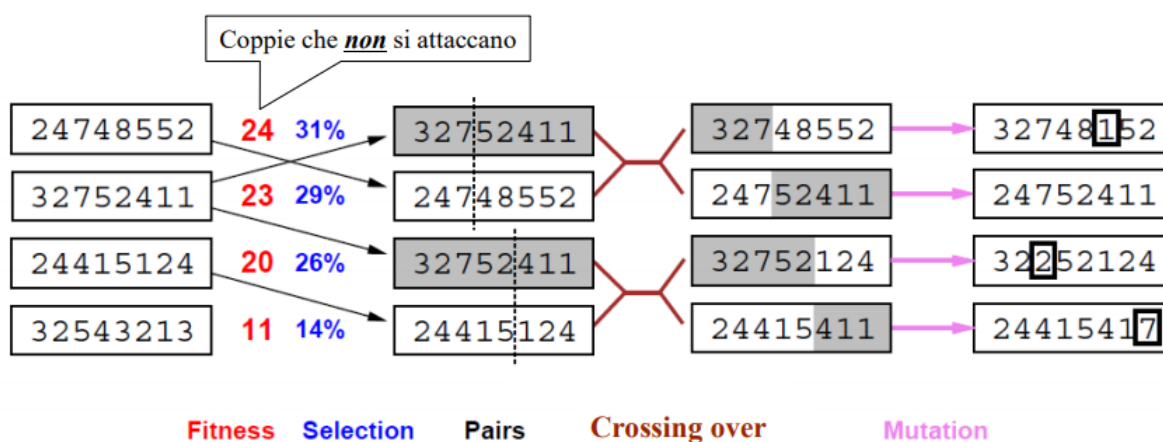 Coppie che non si attaccano
24748552 24 31% 32752411 32748552 32748152
32752411 23 29% 24748552 24752411 24752411
24415124 20 26% 32752411 32752124 32252124
32543213 11 14% 24415124 24415411 24415417
Fitness Selection Pairs Crossing over Mutation